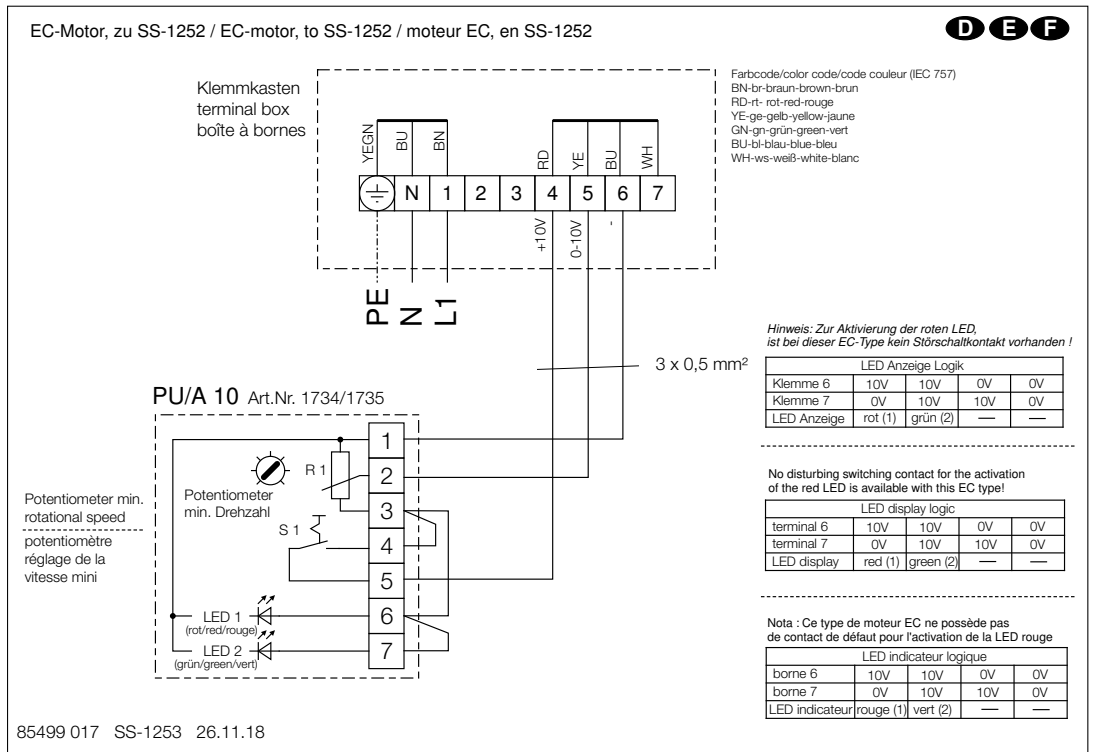 EC-Motor, zu SS-1252 / EC-motor, to SS-1252 / moteur EC, en SS-1252
D E F
Klemmkasten
terminal box
boîte à bornes
Farbcode/color code/code couleur (IEC 757)
BN-br-braun-brown-brun
RD-rt- rot-red-rouge
YE-ge-gelb-yellow-jaune
GN-gn-grün-green-vert
BU-bl-blau-blue-bleu
WH-ws-weiß-white-blanc
YEGN BU BN RD YE BU WH
N 1 2 3 4 5 6 7
+10V 0-10V -
PE N L1
3 x 0,5 mm²
PU/A 10 Art.Nr. 1734/1735
1
2
3
4
5
6
7
R 1
Potentiometer
min. Drehzahl
S 1
LED 1
(rot/red/rouge)
LED 2
(grün/green/vert)
Potentiometer min.
rotational speed
potentiomètre
réglage de la
vitesse mini
Hinweis: Zur Aktivierung der roten LED,
ist bei dieser EC-Type kein Störschaltkontakt vorhanden !
LED Anzeige Logik
Klemme 6 10V 10V 0V 0V
Klemme 7 0V 10V 10V 0V
LED Anzeige rot (1) grün (2) — —
No disturbing switching contact for the activation
of the red LED is available with this EC type!
LED display logic
terminal 6 10V 10V 0V 0V
terminal 7 0V 10V 10V 0V
LED display red (1) green (2) — —
Nota : Ce type de moteur EC ne possède pas
de contact de défaut pour l'activation de la LED rouge
LED indicateur logique
borne 6 10V 10V 0V 0V
borne 7 0V 10V 10V 0V
LED indicateur rouge (1) vert (2) — —
85499 017 SS-1253 26.11.18